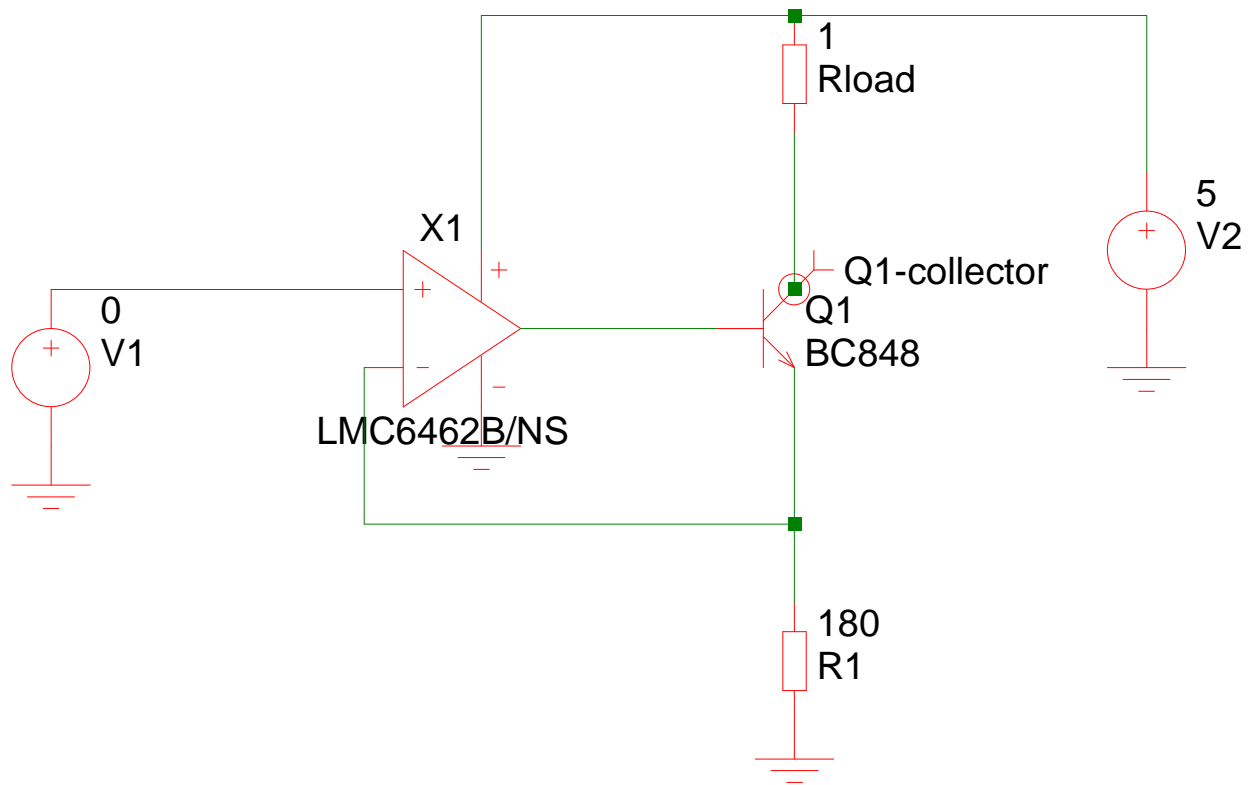 1
Rload
5
V2
X1
+
+
+
Q1-collector
0
V1
+
Q1
BC848
−
−
LMC6462B/NS
180
R1